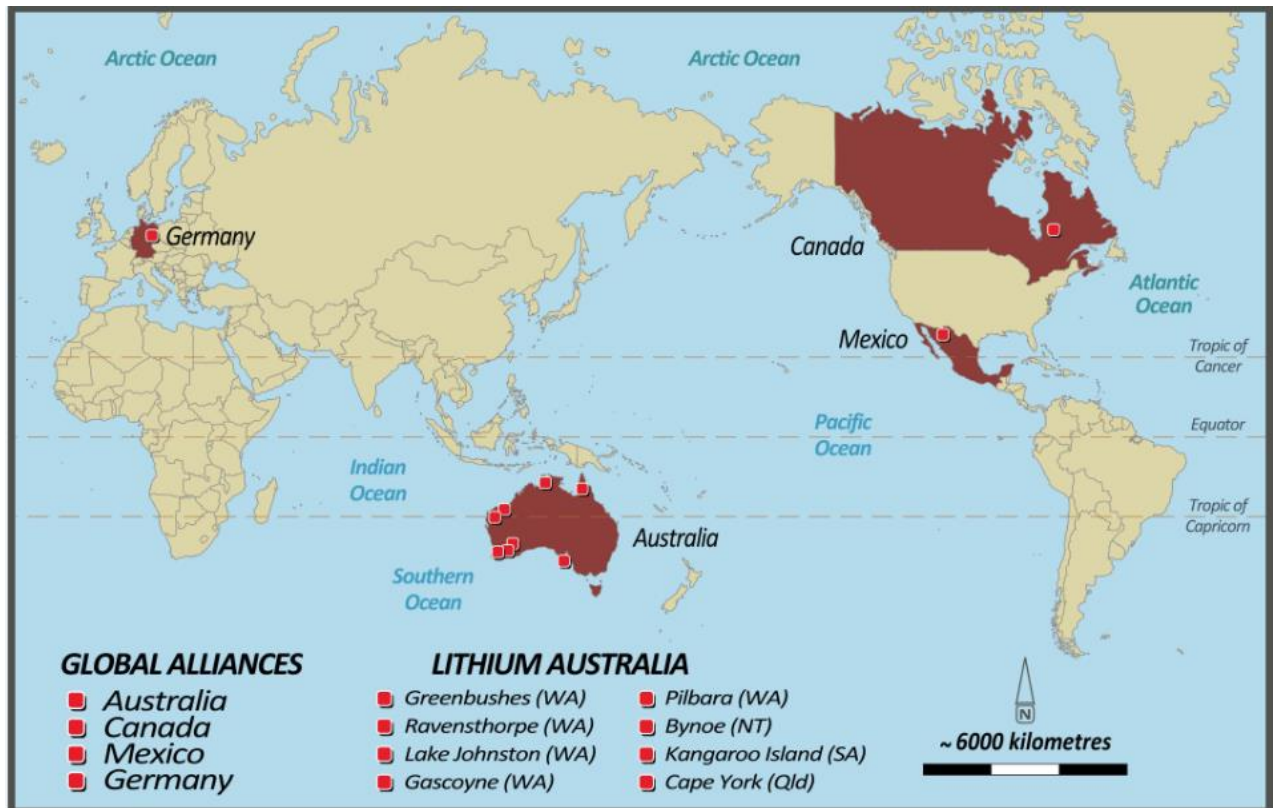 Arctic Ocean
Arctic Ocean
Germany
Canada
Atlantic
Ocean
Mexico
Tropic of
Cancer
Pacific
Ocean
Equator
Indian
Ocean
Tropic of
Capricorn
Australia
Southern
Ocean
GLOBAL ALLIANCES
Australia
Canada
Mexico
Germany
LITHIUM AUSTRALIA
Greenbushes (WA)
Ravensthorpe (WA)
Lake Johnston (WA)
Gascoyne (WA)
Pilbara (WA)
Bynoe (NT)
Kangaroo Island (SA)
Cape York (Qld)
N
~ 6000 kilometres